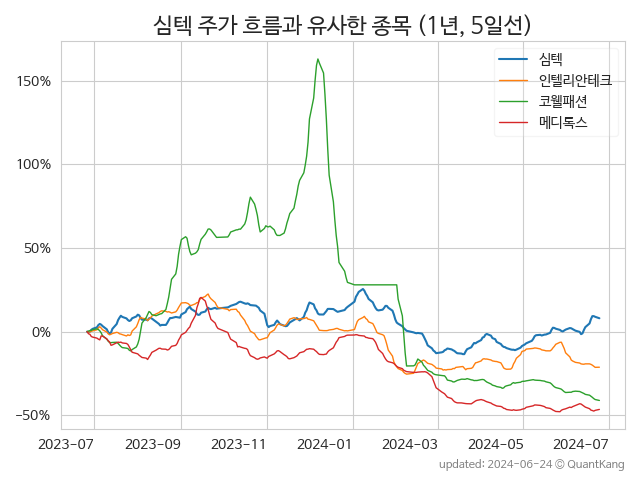 심텍 주가 흐름과 유사한 종목 (1년, 5일선)
심텍
인텔리안테크
코웰패션
메디톡스
150%
100%
50%
0%
−50%
2023-07 2023-09 2023-11 2024-01 2024-03 2024-05 2024-07
updated: 2024-06-24 © QuantKang